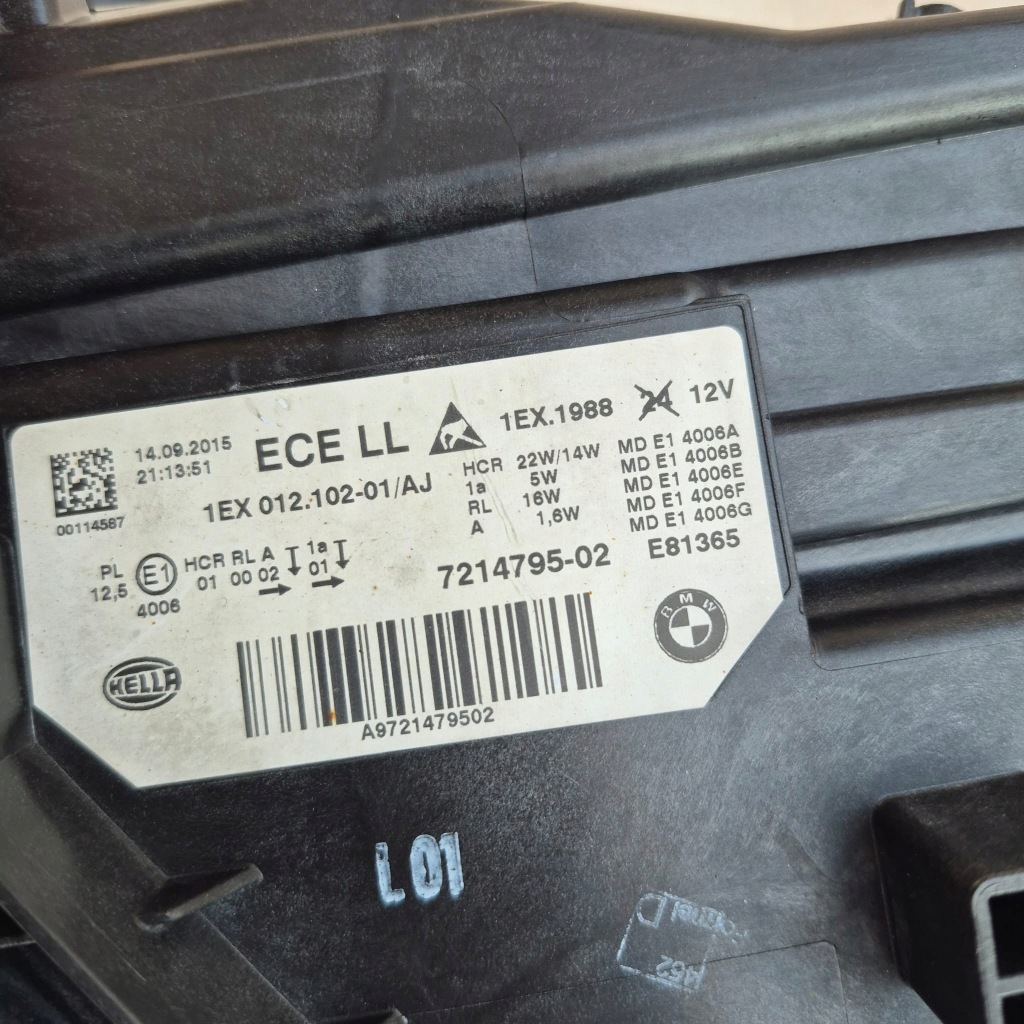 14.09.2015
21:13:51
00114587
ECE LL
1EX.1988 24 12V
1EX 012.102-01/AJ
HCR 22W/14W
1a 5W
RL 16W
A 1,6W
MD E1 4006A
MD E1 4006B
MD E1 4006E
MD E1 4006F
MD E1 4006G
PL
12,5
E1
4006
HCR RL A 1a
01 00 02 01
7214795-02
E81365
HELLA
A9721479502
BMW
L 01